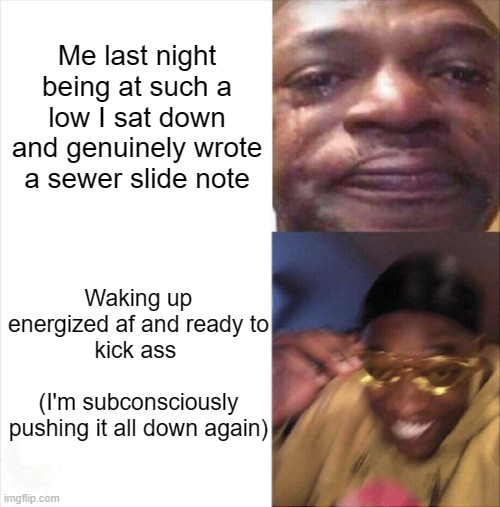 Me last night
being at such a
low I sat down
and genuinely wrote
a sewer slide note
Waking up
energized af and ready to
kick ass
(I'm subconsciously
pushing it all down again)
imgflip.com